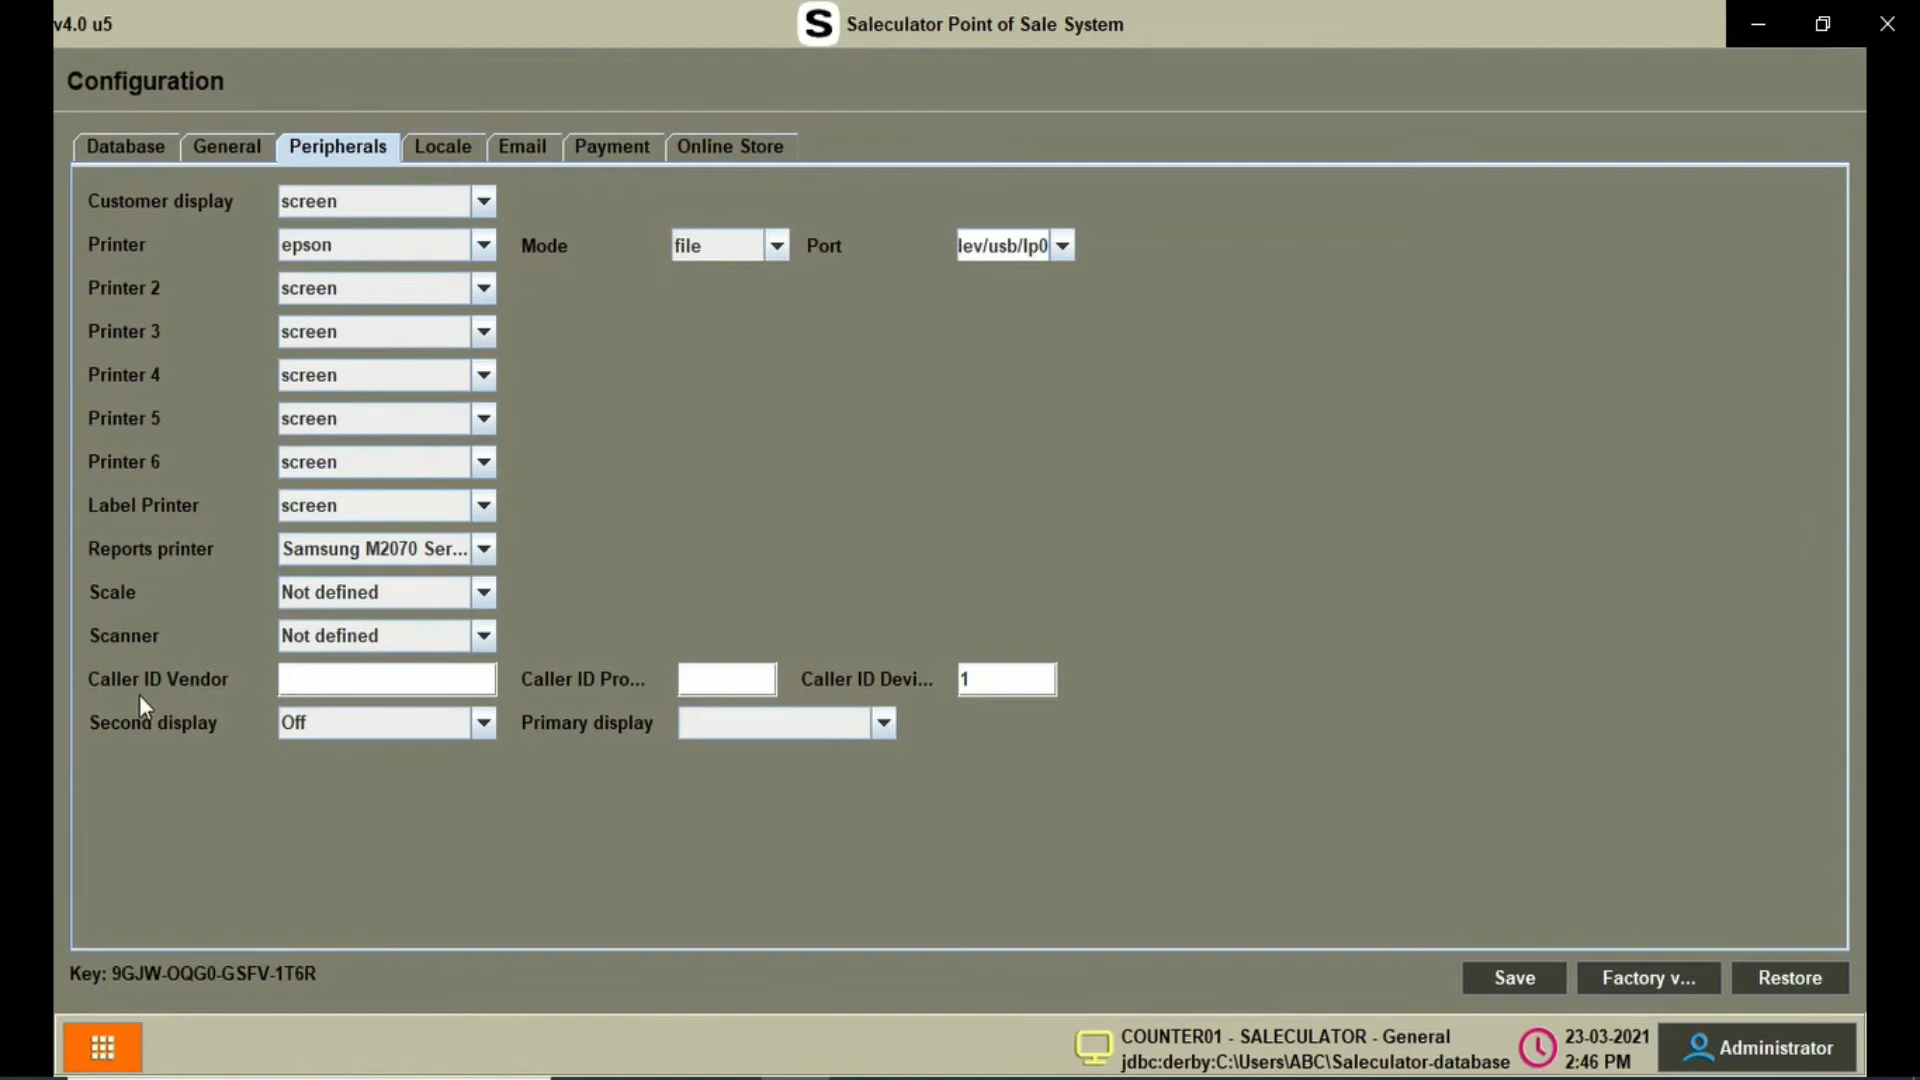 v4.0 u5
S Saleculator Point of Sale System
Configuration
Database General Peripherals Locale Email Payment Online Store
Customer display screen
Printer epson Mode file Port lev/usb/lp0
Printer 2 screen
Printer 3 screen
Printer 4 screen
Printer 5 screen
Printer 6 screen
Label Printer screen
Reports printer Samsung M2070 Ser...
Scale Not defined
Scanner Not defined
Caller ID Vendor Caller ID Pro... Caller ID Devi... 1
Second display Off Primary display
Key: 9GJW-OQG0-GSFV-1T6R
Save Factory v... Restore
COUNTER01 - SALECULATOR - General
jdbc:derby:C:\Users\ABC\Saleculator-database
23-03-2021
2:46 PM
Administrator